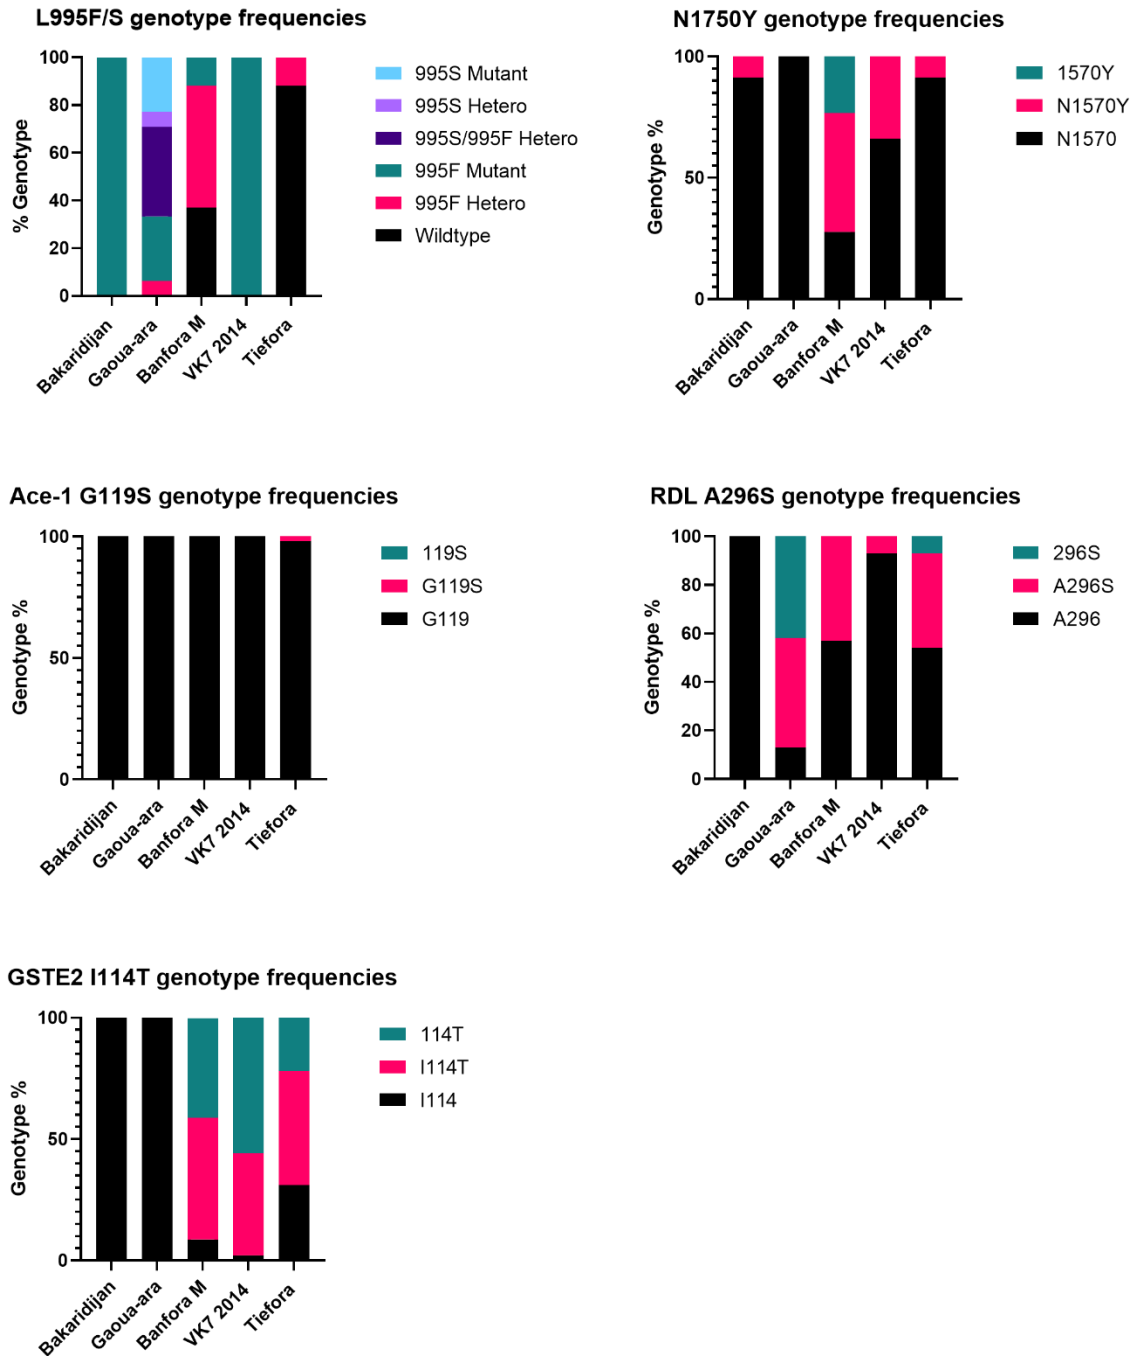 L995F/S genotype frequencies
% Genotype
100
80
60
40
20
0
Bakaridijan
Gaoua-ara
Banfora M
VK7 2014
Tiefora
995S Mutant
995S Hetero
995S/995F Hetero
995F Mutant
995F Hetero
Wildtype
N1750Y genotype frequencies
Genotype %
100
50
0
Bakaridijan
Gaoua-ara
Banfora M
VK7 2014
Tiefora
1570Y
N1570Y
N1570
Ace-1 G119S genotype frequencies
Genotype %
100
50
0
Bakaridijan
Gaoua-ara
Banfora M
VK7 2014
Tiefora
119S
G119S
G119
RDL A296S genotype frequencies
Genotype %
100
80
60
40
20
0
Bakaridijan
Gaoua-ara
Banfora M
VK7 2014
Tiefora
296S
A296S
A296
GSTE2 I114T genotype frequencies
Genotype %
100
50
0
Bakaridijan
Gaoua-ara
Banfora M
VK7 2014
Tiefora
114T
I114T
I114